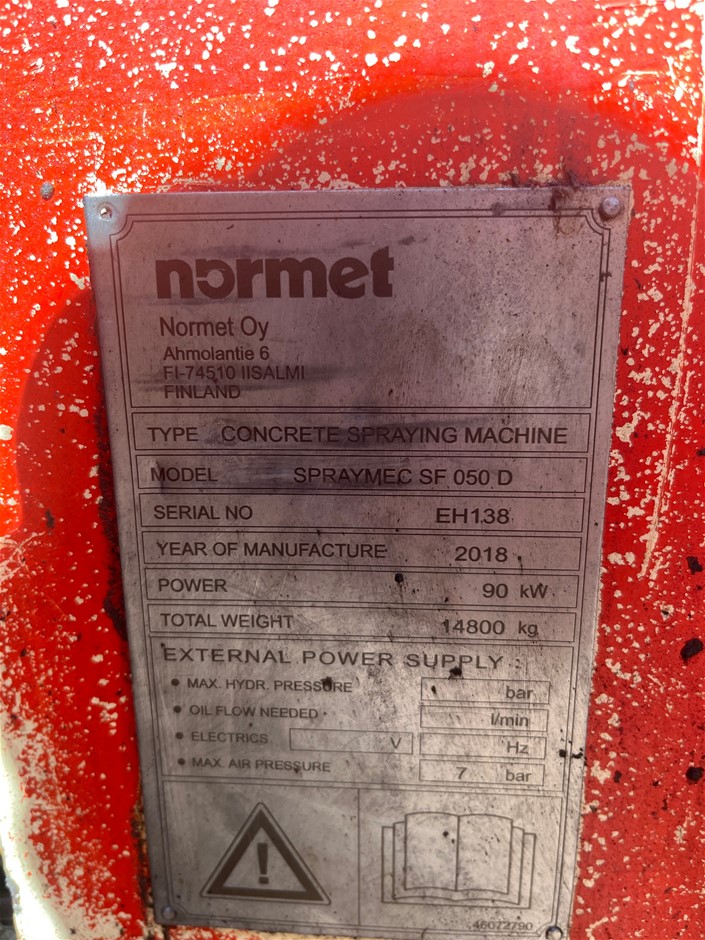 normet
Normet Oy
Ahmolantie 6
FI-74510 IISALMI
FINLAND
TYPE CONCRETE SPRAYING MACHINE
MODEL SPRAYMEC SF 050 D
SERIAL NO EH138
YEAR OF MANUFACTURE 2018
POWER 90 kW
TOTAL WEIGHT 14800 kg
EXTERNAL POWER SUPPLY :
• MAX. HYDR. PRESSURE bar
• OIL FLOW NEEDED l/min
• ELECTRICS V Hz
• MAX. AIR PRESSURE 7 bar
46072790